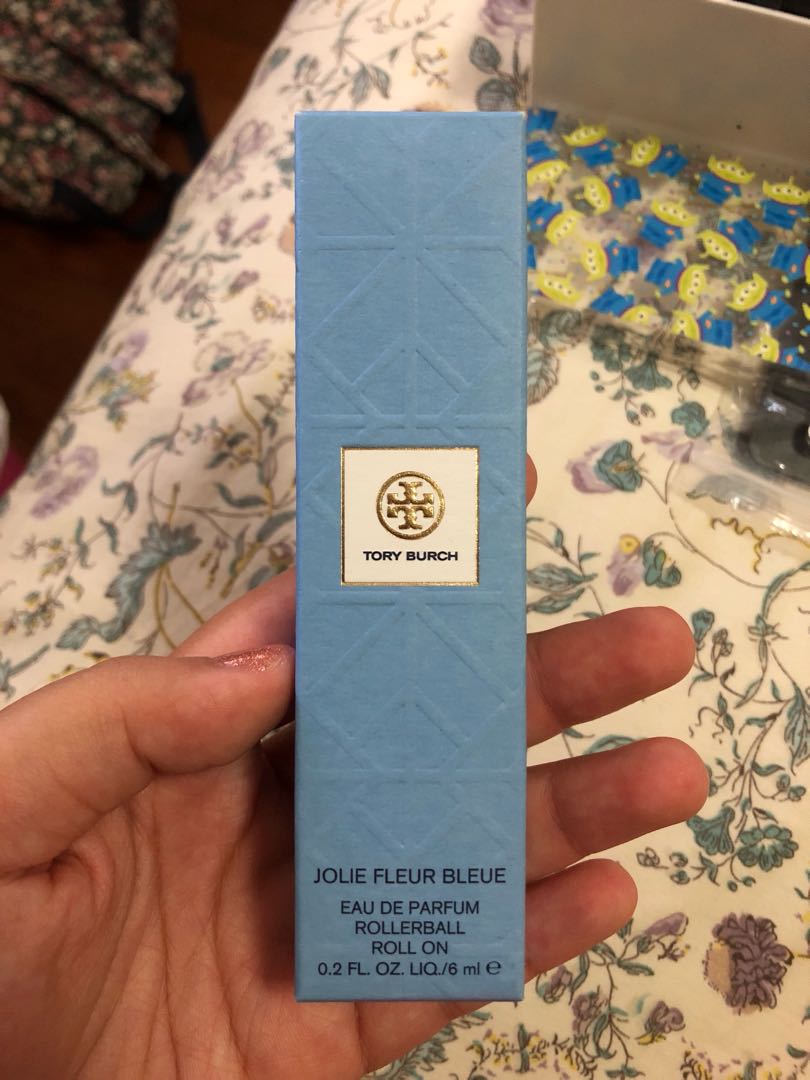 TORY BURCH
JOLIE FLEUR BLEUE
EAU DE PARFUM
ROLLERBALL
ROLL ON
0.2 FL. OZ. LIQ./6 ml ℮